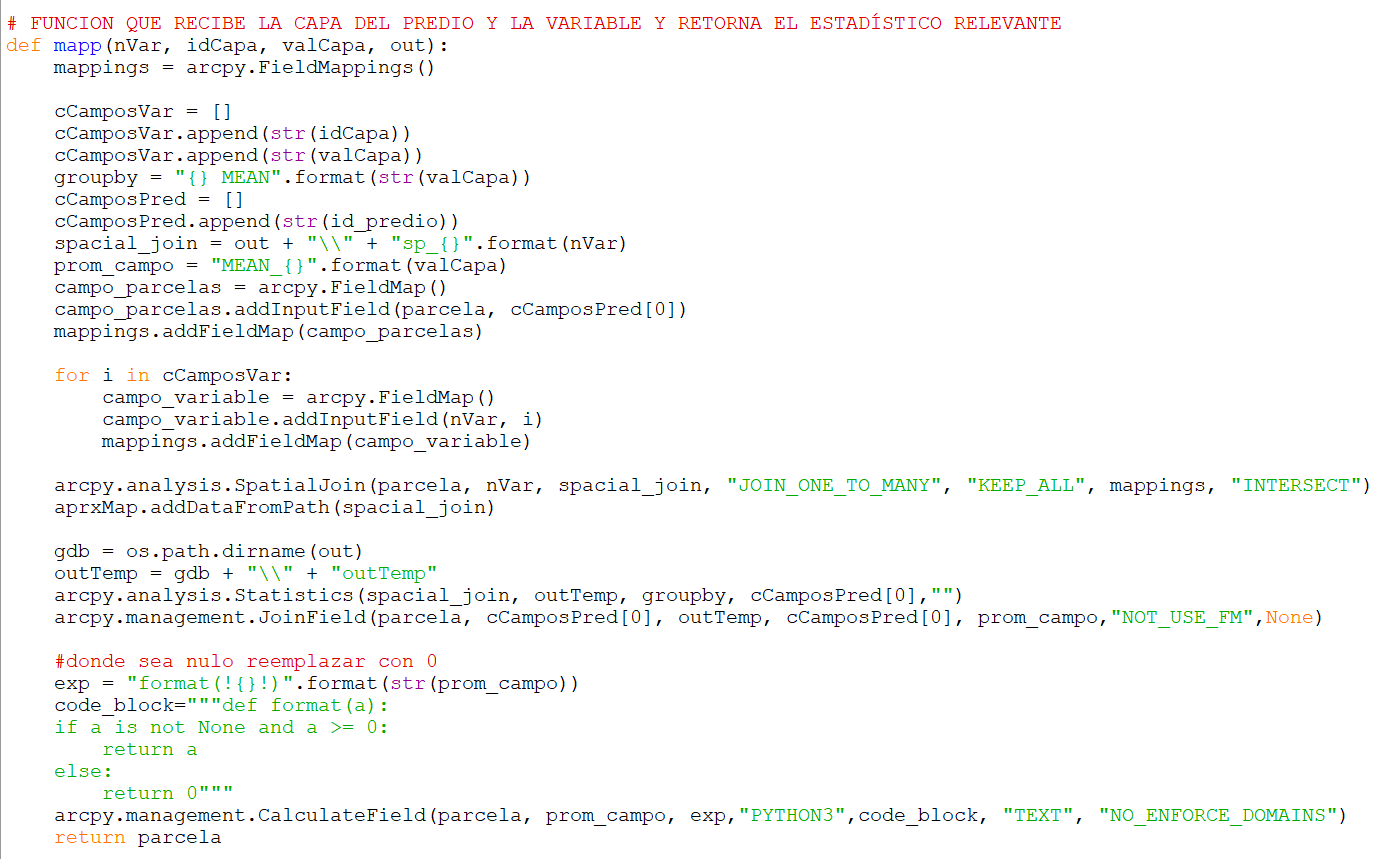 # FUNCION QUE RECIBE LA CAPA DEL PREDIO Y LA VARIABLE Y RETORNA EL ESTADÍSTICO RELEVANTE
def mapp(nVar, idCapa, valCapa, out):
    mappings = arcpy.FieldMappings()

    cCamposVar = []
    cCamposVar.append(str(idCapa))
    cCamposVar.append(str(valCapa))
    groupby = "{} MEAN".format(str(valCapa))
    cCamposPred = []
    cCamposPred.append(str(id_predio))
    spacial_join = out + "\\" + "sp_{}".format(nVar)
    prom_campo = "MEAN_{}".format(valCapa)
    campo_parcelas = arcpy.FieldMap()
    campo_parcelas.addInputField(parcela, cCamposPred[0])
    mappings.addFieldMap(campo_parcelas)

    for i in cCamposVar:
        campo_variable = arcpy.FieldMap()
        campo_variable.addInputField(nVar, i)
        mappings.addFieldMap(campo_variable)

    arcpy.analysis.SpatialJoin(parcela, nVar, spacial_join, "JOIN_ONE_TO_MANY", "KEEP_ALL", mappings, "INTERSECT")
    aprxMap.addDataFromPath(spacial_join)

    gdb = os.path.dirname(out)
    outTemp = gdb + "\\" + "outTemp"
    arcpy.analysis.Statistics(spacial_join, outTemp, groupby, cCamposPred[0],"")
    arcpy.management.JoinField(parcela, cCamposPred[0], outTemp, cCamposPred[0], prom_campo,"NOT_USE_FM",None)

    #donde sea nulo reemplazar con 0
    exp = "format(!{}!)".format(str(prom_campo))
    code_block="""def format(a):
    if a is not None and a >= 0:
        return a
    else:
        return 0"""
    arcpy.management.CalculateField(parcela, prom_campo, exp,"PYTHON3",code_block, "TEXT", "NO_ENFORCE_DOMAINS")
    return parcela